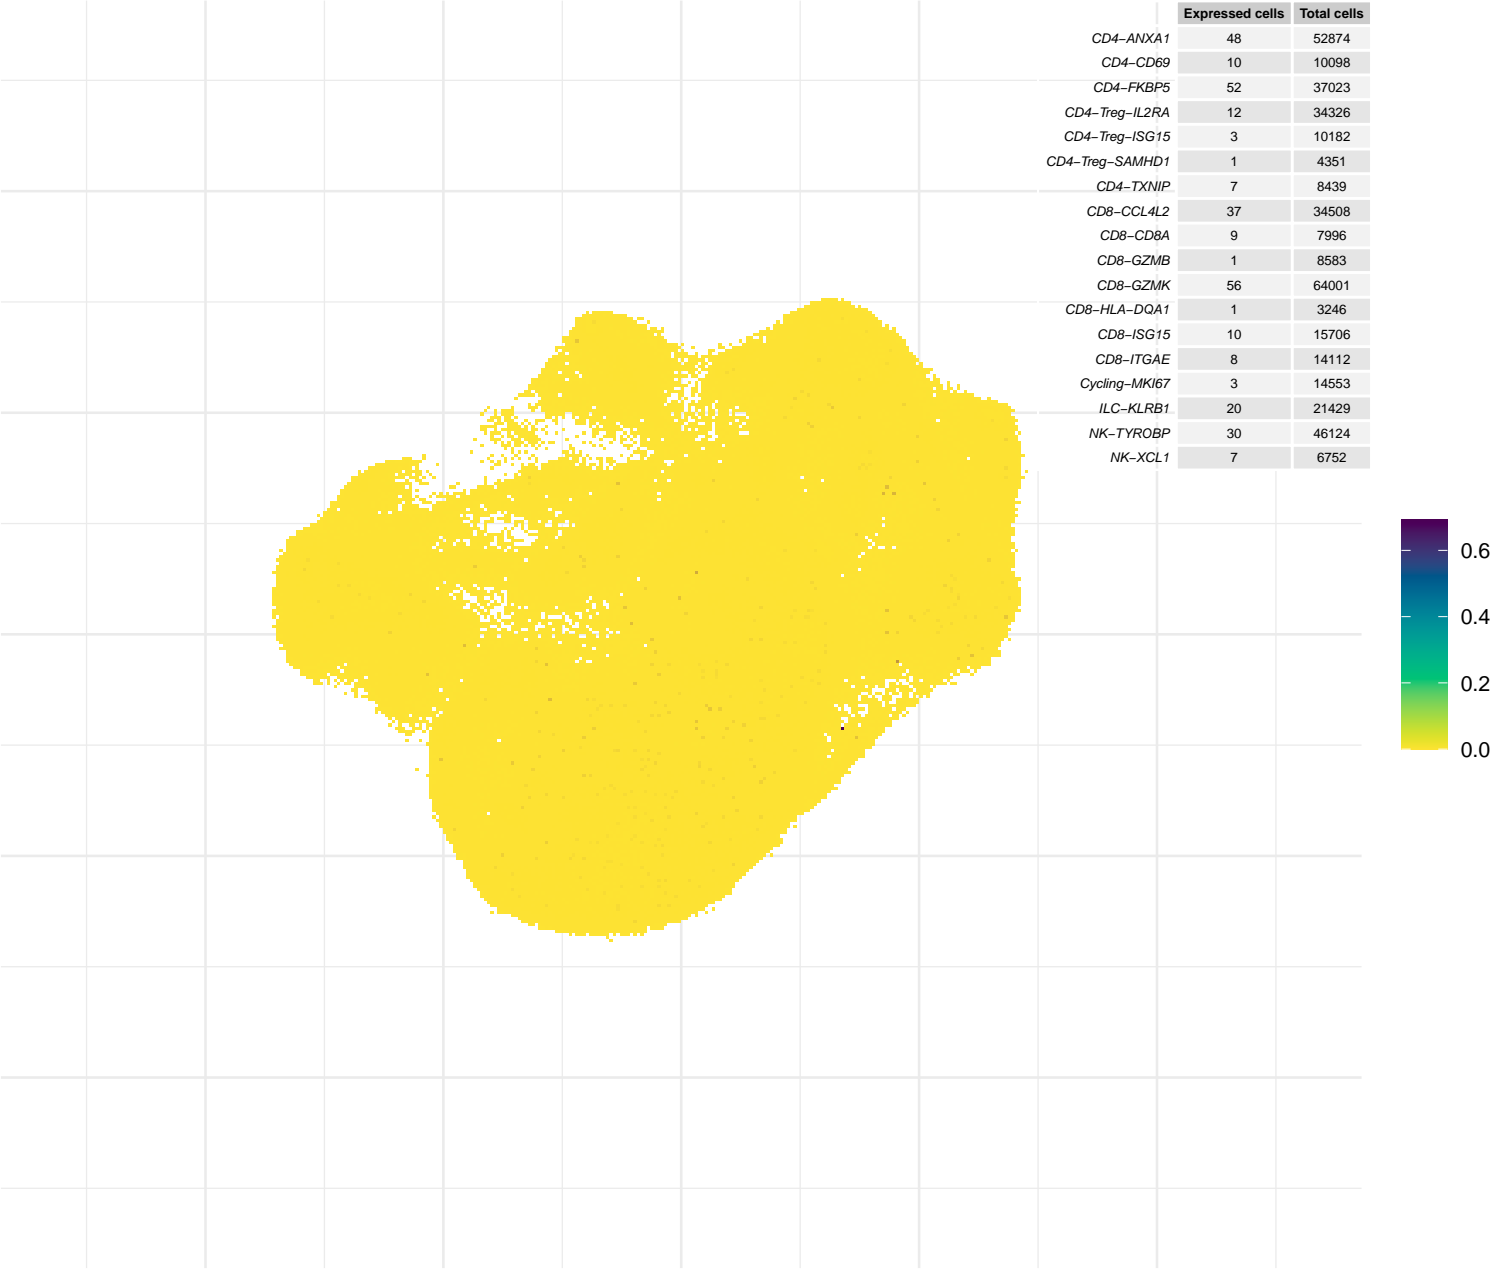 Expressed cells Total cells
CD4−ANXA1 48 52874
CD4−CD69 10 10098
CD4−FKBP5 52 37023
CD4−Treg−IL2RA 12 34326
CD4−Treg−ISG15 3 10182
CD4−Treg−SAMHD1 1 4351
CD4−TXNIP 7 8439
CD8−CCL4L2 37 34508
CD8−CD8A 9 7996
CD8−GZMB 1 8583
CD8−GZMK 56 64001
CD8−HLA−DQA1 1 3246
CD8−ISG15 10 15706
CD8−ITGAE 8 14112
Cycling−MKI67 3 14553
ILC−KLRB1 20 21429
NK−TYROBP 30 46124
NK−XCL1 7 6752
0.6
0.4
0.2
0.0